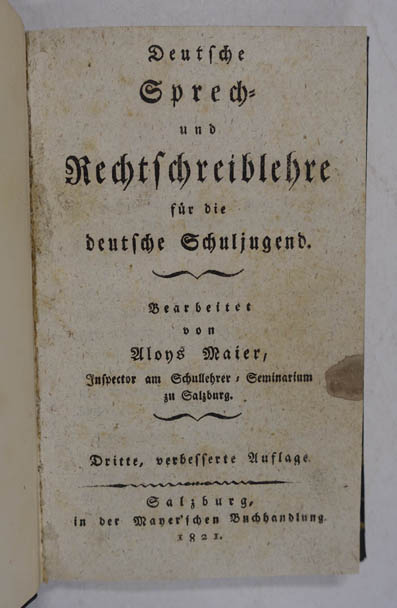 Deutſche
Sprech-
und
Rechtſchreiblehre
für die
deutſche Schuljugend.
Bearbeitet
von
Aloys Maier,
Inſpector am Schullehrer-Seminarium
zu Salzburg.
Dritte, verbeſſerte Auflage
Salzburg,
in der Mayer'ſchen Buchhandlung
1821.